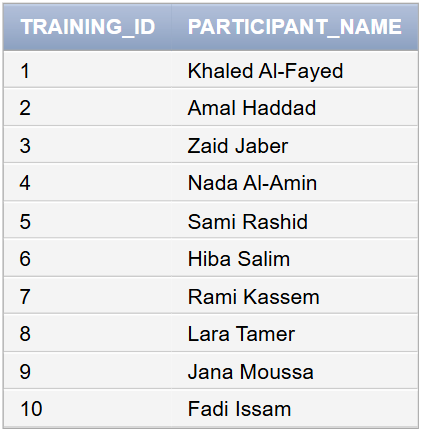 TRAINING_ID PARTICIPANT_NAME
1 Khaled Al-Fayed
2 Amal Haddad
3 Zaid Jaber
4 Nada Al-Amin
5 Sami Rashid
6 Hiba Salim
7 Rami Kassem
8 Lara Tamer
9 Jana Moussa
10 Fadi Issam